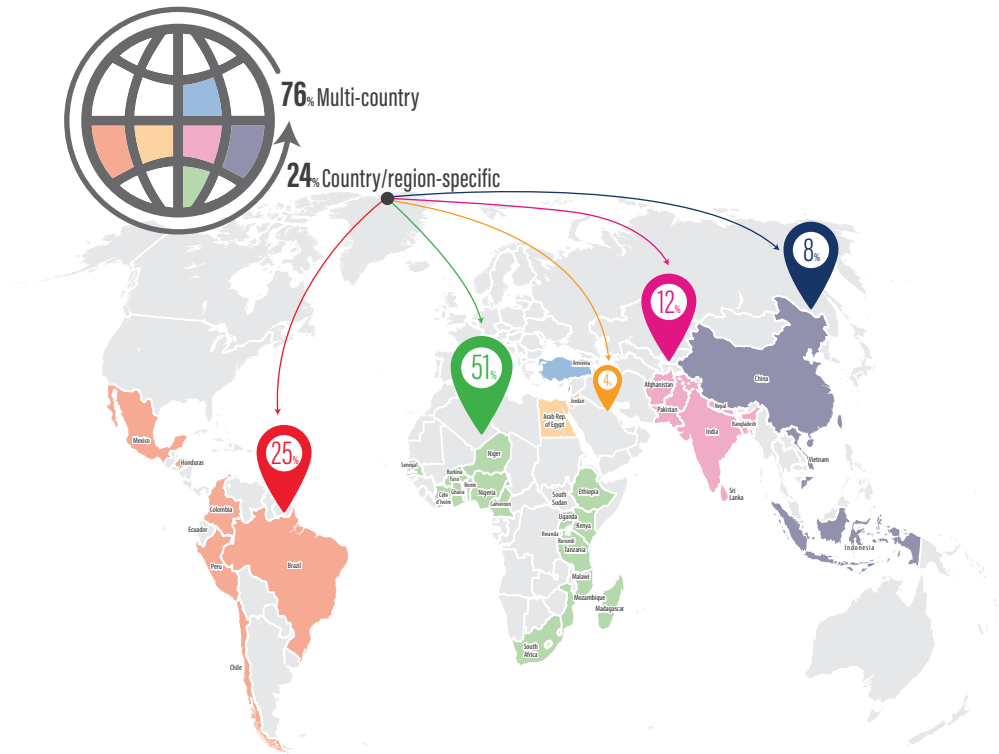 76% Multi-country
24% Country/region-specific
8%
12%
51%
4%
25%
Armenia
Afghanistan
China
Jordan
Pakistan
Nepal
Arab Rep.
of Egypt
India
Bangladesh
Mexico
Honduras
Niger
Vietnam
Senegal
Burkina
Faso
Benin
Ghana
Côte
d'Ivoire
Nigeria
Cameroon
Ethiopia
South
Sudan
Sri
Lanka
Colombia
Ecuador
Uganda
Kenya
Rwanda
Burundi
Tanzania
Indonesia
Peru
Brazil
Malawi
Mozambique
Madagascar
South
Africa
Chile